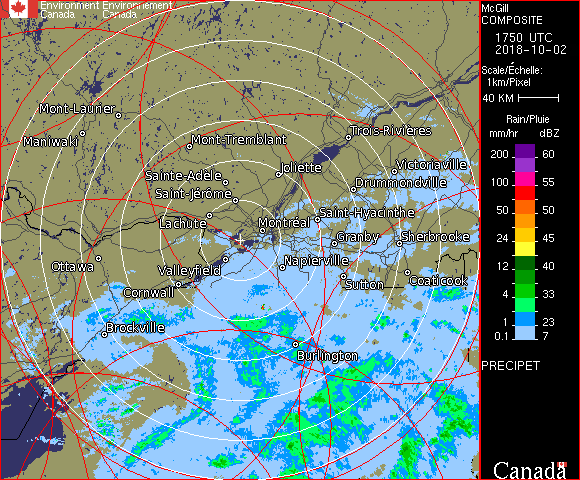 Environment Environnement
Canada Canada
McGill
COMPOSITE
1750 UTC
2018-10-02
Scale/Échelle:
1km/Pixel
40 KM
Rain/Pluie
mm/hr dBZ
200 60
100 55
50 50
24 45
12 40
4 33
1 23
0.1 7
PRECIPET
Canada
Mont-Laurier
Maniwaki
Mont-Tremblant
Trois-Rivières
Sainte-Adèle
Joliette
Victoriaville
Saint-Jérôme
Drummondville
Lachute
Montréal
Saint-Hyacinthe
Granby
Sherbrooke
Ottawa
Valleyfield
Napierville
Cornwall
Sutton
Coaticook
Brockville
Burlington